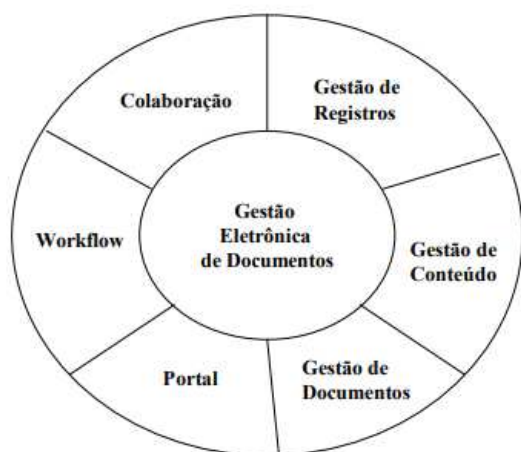 Colaboração
Gestão de
Registros
Gestão
Eletrônica
de Documentos
Workflow
Gestão de
Conteúdo
Portal
Gestão de
Documentos